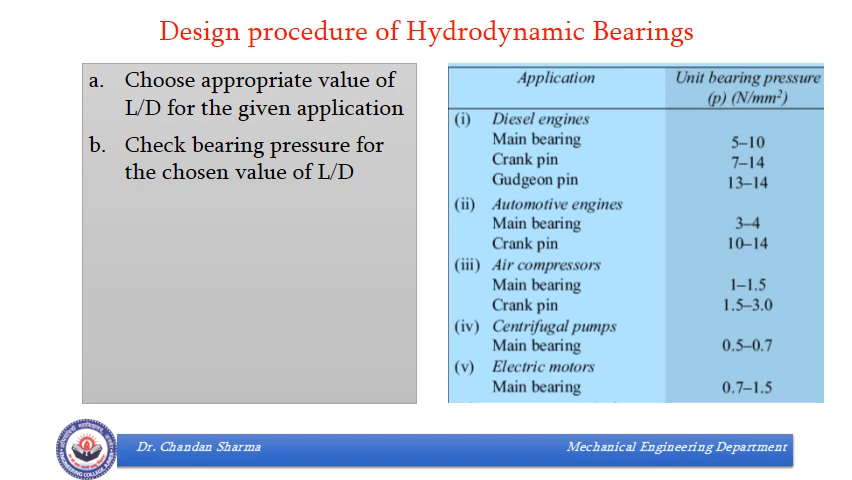 Design procedure of Hydrodynamic Bearings
a. Choose appropriate value of
L/D for the given application
b. Check bearing pressure for
the chosen value of L/D
Application Unit bearing pressure
(p) (N/mm²)
(i) Diesel engines
Main bearing 5–10
Crank pin 7–14
Gudgeon pin 13–14
(ii) Automotive engines
Main bearing 3–4
Crank pin 10–14
(iii) Air compressors
Main bearing 1–1.5
Crank pin 1.5–3.0
(iv) Centrifugal pumps
Main bearing 0.5–0.7
(v) Electric motors
Main bearing 0.7–1.5
Dr. Chandan Sharma Mechanical Engineering Department